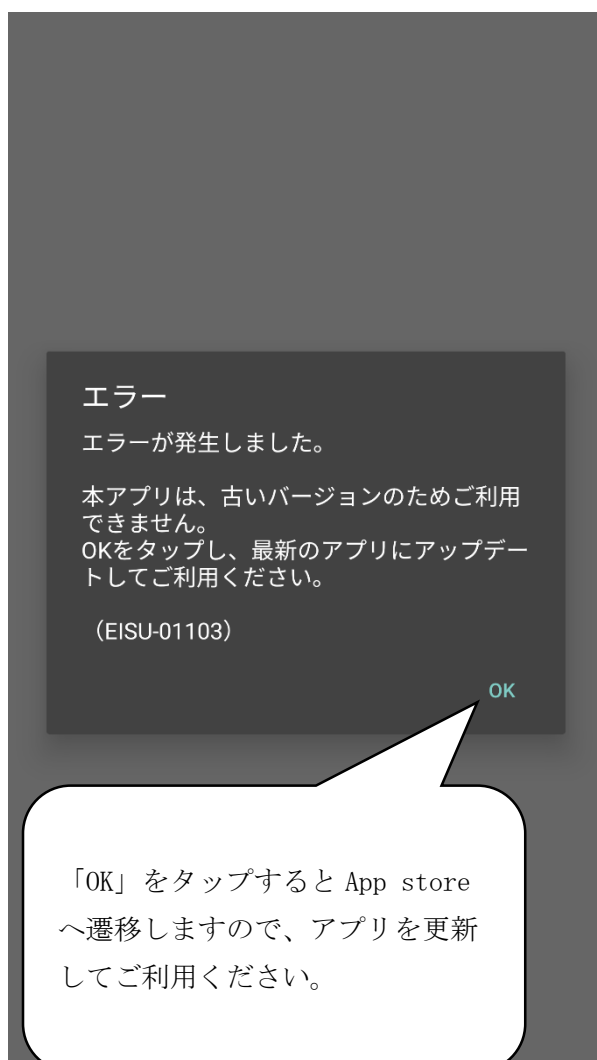 エラー
エラーが発生しました。
本アプリは、古いバージョンのためご利用
できません。
OKをタップし、最新のアプリにアップデー
トしてご利用ください。
（EISU-01103）
OK
「OK」をタップすると App store
へ遷移しますので、アプリを更新
してご利用ください。